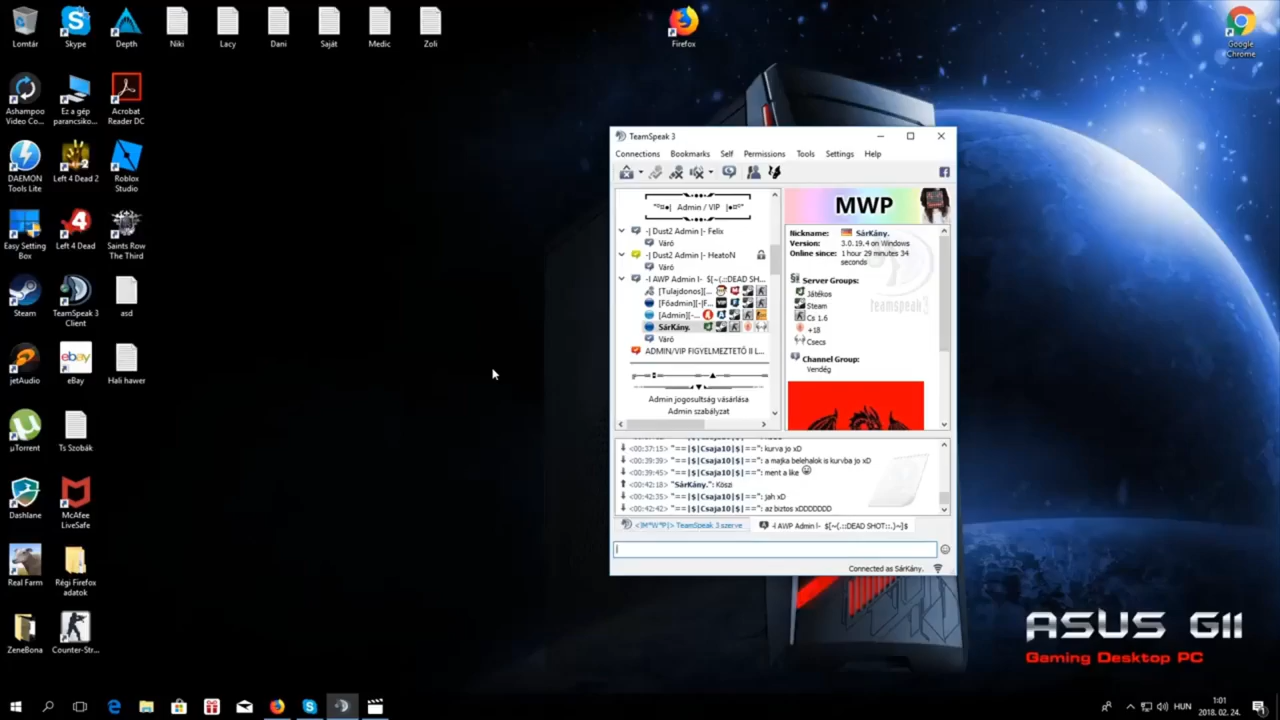 Lomtár
Skype
Depth
Niki
Lacy
Dani
Saját
Medic
Zoli
Firefox
Google Chrome
Ashampoo Video Co...
Ez a gép parancsiko...
Acrobat Reader DC
DAEMON Tools Lite
Left 4 Dead 2
Roblox Studio
Easy Setting Box
Left 4 Dead
Saints Row The Third
Steam
TeamSpeak 3 Client
asd
jetAudio
eBay
Hali hawer
µTorrent
Ts Szobák
Dashlane
McAfee LiveSafe
Real Farm
Régi Firefox adatok
ZeneBona
Counter-Str...
TeamSpeak 3
Connections Bookmarks Self Permissions Tools Settings Help
Admin / VIP
-| Dust2 Admin |- Felix
Váró
-| Dust2 Admin |- HeatoN
Váró
-| AWP Admin |- $[~(.::DEAD SH...
[Tulajdonos]...
[Főadmin][-|F...
[Admin][-...
SárKány.
Váró
ADMIN/VIP FIGYELMEZTETŐ II L...
Admin jogosultság vásárlása
Admin szabályzat
MWP
Nickname: SárKány.
Version: 3.0.19.4 on Windows
Online since: 1 hour 29 minutes 34
seconds
teamspeak3
Server Groups:
Játékos
Steam
Cs 1.6
+18
Csecs
Channel Group:
Vendég
<00:37:15> "==|$|Csaja10|$|==": kurva jo xD
<00:39:39> "==|$|Csaja10|$|==": a majka belehalok is kurvba jo xD
<00:39:45> "==|$|Csaja10|$|==": ment a like
<00:42:18> "SárKány.": Köszi
<00:42:35> "==|$|Csaja10|$|==": jah xD
<00:42:42> "==|$|Csaja10|$|==": az biztos xDDDDDDD
<|M*W*P|> TeamSpeak 3 szerve
-| AWP Admin |- $[~(.::DEAD SHOT::.)~]$
Connected as SárKány.
ASUS G11
Gaming Desktop PC
HUN
1:01
2018. 02. 24.